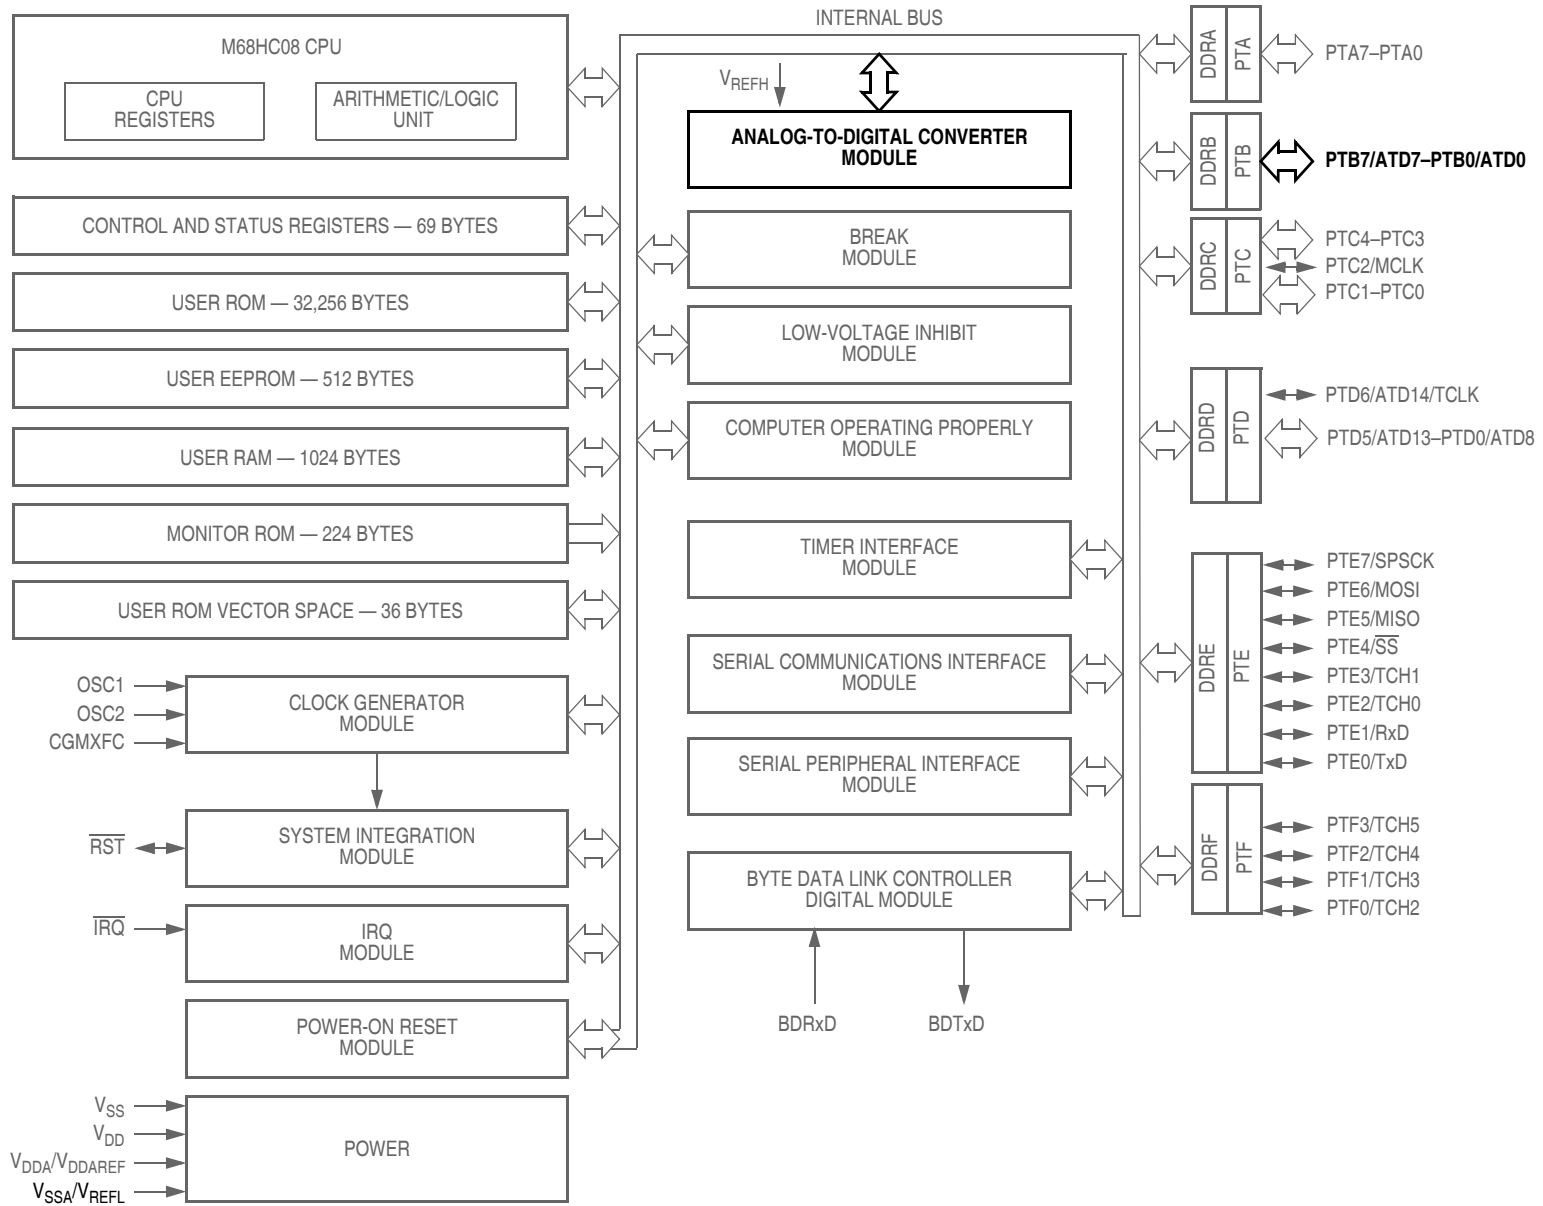 INTERNAL BUS
M68HC08 CPU
CPU
REGISTERS
ARITHMETIC/LOGIC
UNIT
CONTROL AND STATUS REGISTERS — 69 BYTES
USER ROM — 32,256 BYTES
USER EEPROM — 512 BYTES
USER RAM — 1024 BYTES
MONITOR ROM — 224 BYTES
USER ROM VECTOR SPACE — 36 BYTES
OSC1
OSC2
CGMXFC
CLOCK GENERATOR
MODULE
RST
SYSTEM INTEGRATION
MODULE
IRQ
IRQ
MODULE
POWER-ON RESET
MODULE
VSS
VDD
VDDA/VDDAREF
VSSA/VREFL
POWER
VREFH
ANALOG-TO-DIGITAL CONVERTER
MODULE
BREAK
MODULE
LOW-VOLTAGE INHIBIT
MODULE
COMPUTER OPERATING PROPERLY
MODULE
TIMER INTERFACE
MODULE
SERIAL COMMUNICATIONS INTERFACE
MODULE
SERIAL PERIPHERAL INTERFACE
MODULE
BYTE DATA LINK CONTROLLER
DIGITAL MODULE
BDRxD
BDTxD
DDRA
PTA
PTA7–PTA0
DDRB
PTB
PTB7/ATD7–PTB0/ATD0
DDRC
PTC
PTC4–PTC3
PTC2/MCLK
PTC1–PTC0
DDRD
PTD
PTD6/ATD14/TCLK
PTD5/ATD13–PTD0/ATD8
DDRE
PTE
PTE7/SPSCK
PTE6/MOSI
PTE5/MISO
PTE4/SS
PTE3/TCH1
PTE2/TCH0
PTE1/RxD
PTE0/TxD
DDRF
PTF
PTF3/TCH5
PTF2/TCH4
PTF1/TCH3
PTF0/TCH2